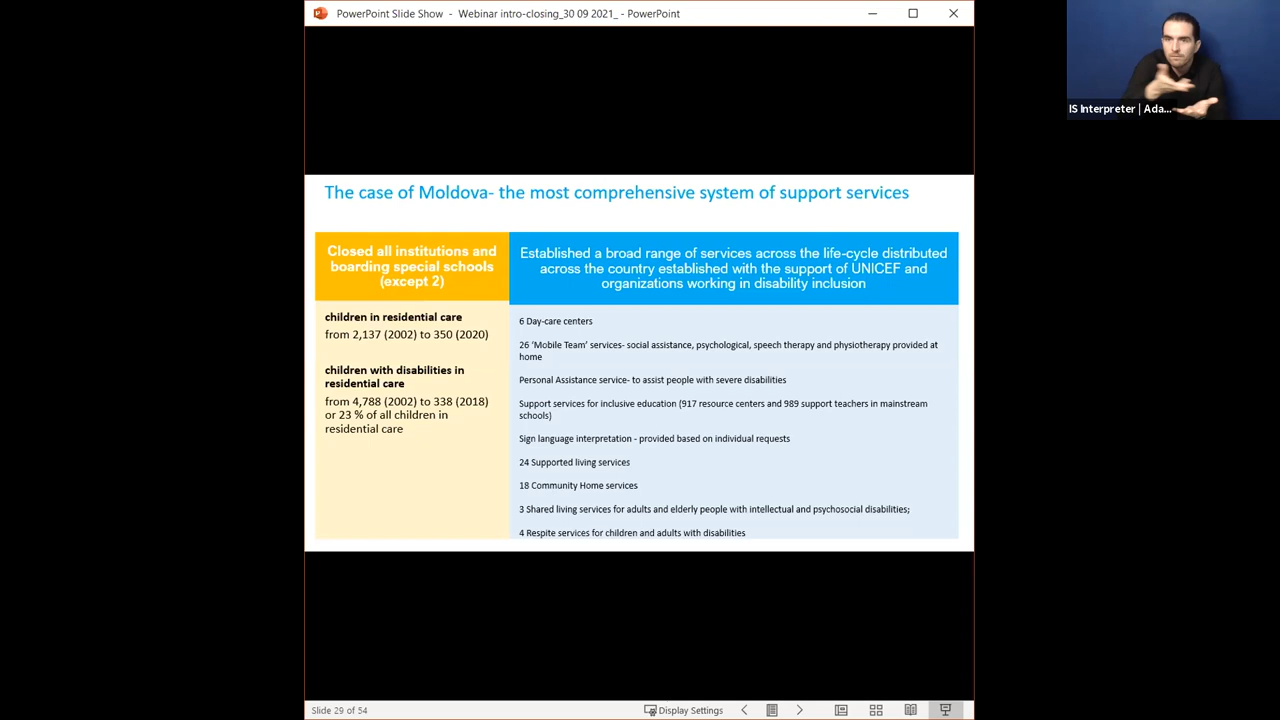 PowerPoint Slide Show - Webinar intro-closing_30 09 2021_ - PowerPoint
IS Interpreter | Ada...
The case of Moldova- the most comprehensive system of support services
Closed all institutions and
boarding special schools
(except 2)
Established a broad range of services across the life-cycle distributed
across the country established with the support of UNICEF and
organizations working in disability inclusion
children in residential care
from 2,137 (2002) to 350 (2020)
children with disabilities in
residential care
from 4,788 (2002) to 338 (2018)
or 23 % of all children in
residential care
6 Day-care centers
26 ‘Mobile Team’ services- social assistance, psychological, speech therapy and physiotherapy provided at
home
Personal Assistance service- to assist people with severe disabilities
Support services for inclusive education (917 resource centers and 989 support teachers in mainstream
schools)
Sign language interpretation - provided based on individual requests
24 Supported living services
18 Community Home services
3 Shared living services for adults and elderly people with intellectual and psychosocial disabilities;
4 Respite services for children and adults with disabilities
Slide 29 of 54
Display Settings